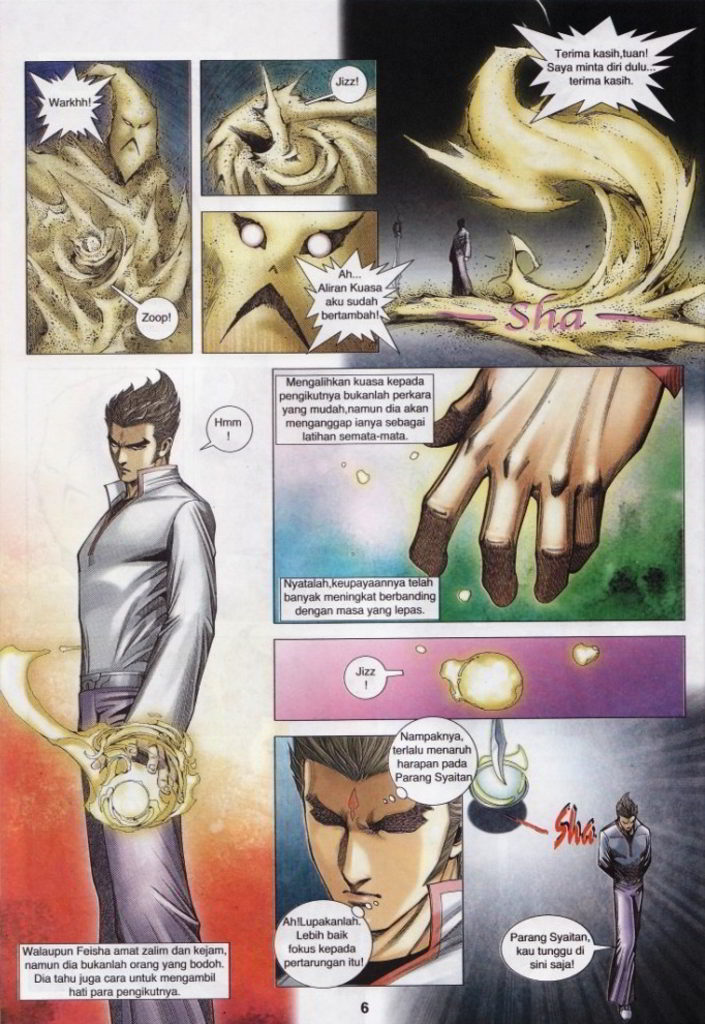 Warkhh!
Zoop!
Jizz!
Ah...
Aliran Kuasa
aku sudah
bertambah!
Terima kasih,tuan!
Saya minta diri dulu...
terima kasih.
Sha
Hmm
!
Mengalihkan kuasa kepada
pengikutnya bukanlah perkara
yang mudah,namun dia akan
menganggap ianya sebagai
latihan semata-mata.
Nyatalah,keupayaannya telah
banyak meningkat berbanding
dengan masa yang lepas.
Jizz
!
Walaupun Feisha amat zalim dan kejam,
namun dia bukanlah orang yang bodoh.
Dia tahu juga cara untuk mengambil
hati para pengikutnya.
Nampaknya,
terlalu menaruh
harapan pada
Parang Syaitan
Ah!Lupakanlah.
Lebih baik
fokus kepada
pertarungan itu!
Sha
Parang Syaitan,
kau tunggu di
sini saja!
6